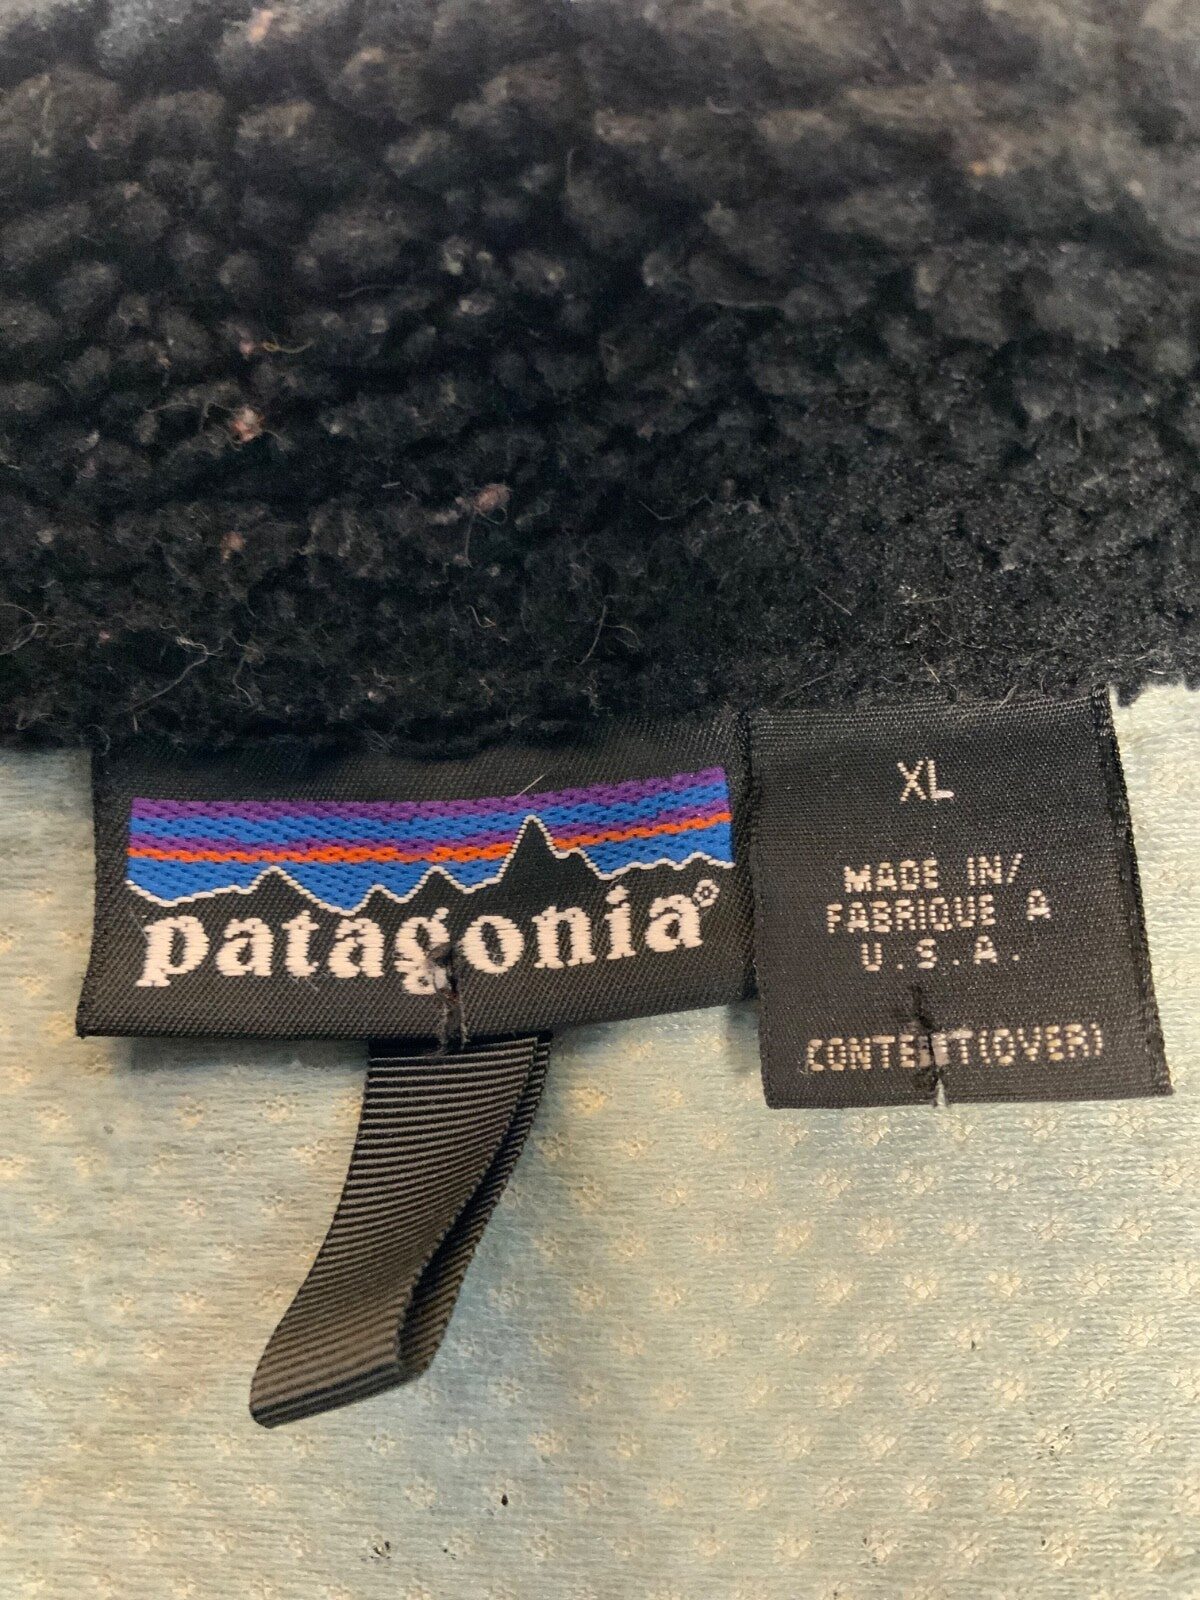 patagonia®
XL
MADE IN/
FABRIQUE A
U.S.A.
CONTENT(OVER)